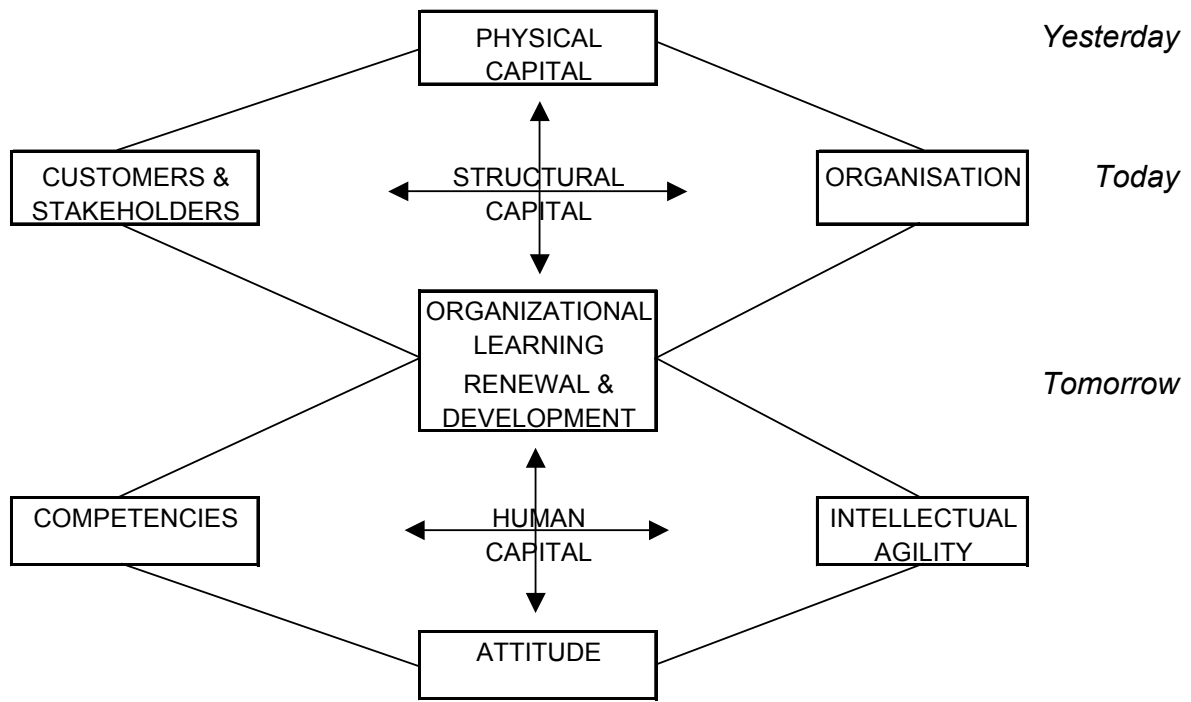 PHYSICAL
CAPITAL
Yesterday
CUSTOMERS &
STAKEHOLDERS
STRUCTURAL
CAPITAL
ORGANISATION
Today
ORGANIZATIONAL
LEARNING
RENEWAL &
DEVELOPMENT
Tomorrow
COMPETENCIES
HUMAN
CAPITAL
INTELLECTUAL
AGILITY
ATTITUDE